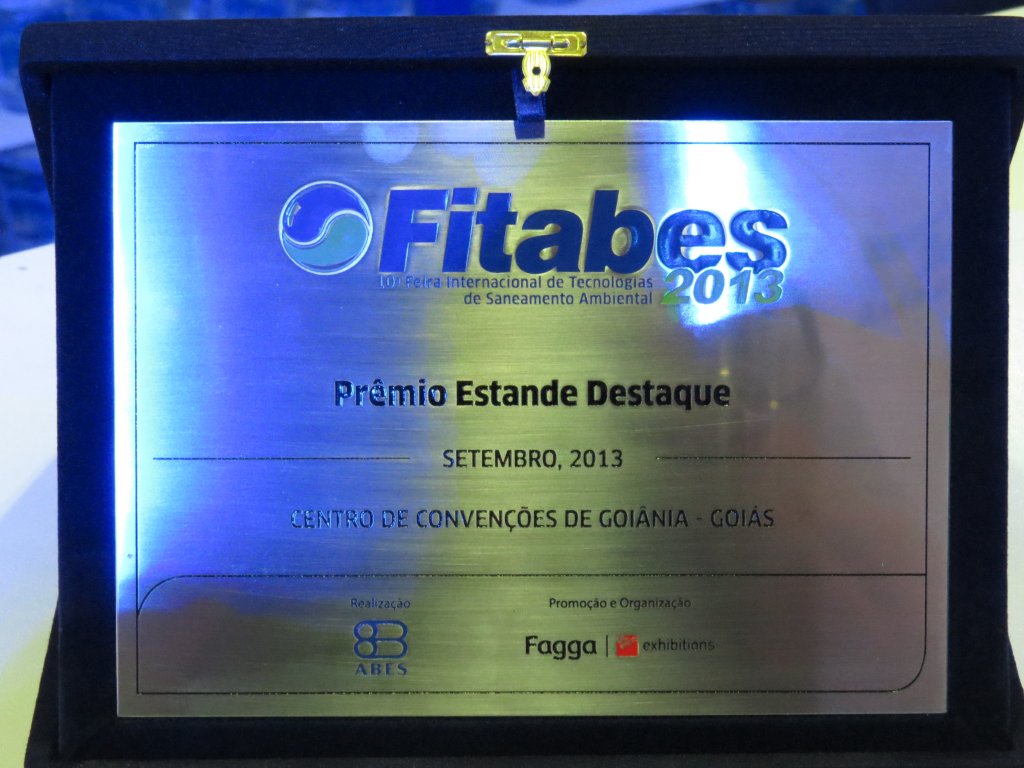 Fitabes
2013
10ª Feira Internacional de Tecnologias
de Saneamento Ambiental
Prêmio Estande Destaque
SETEMBRO, 2013
CENTRO DE CONVENÇÕES DE GOIÂNIA - GOIÁS
Realização
ABES
Promoção e Organização
Fagga | exhibitions